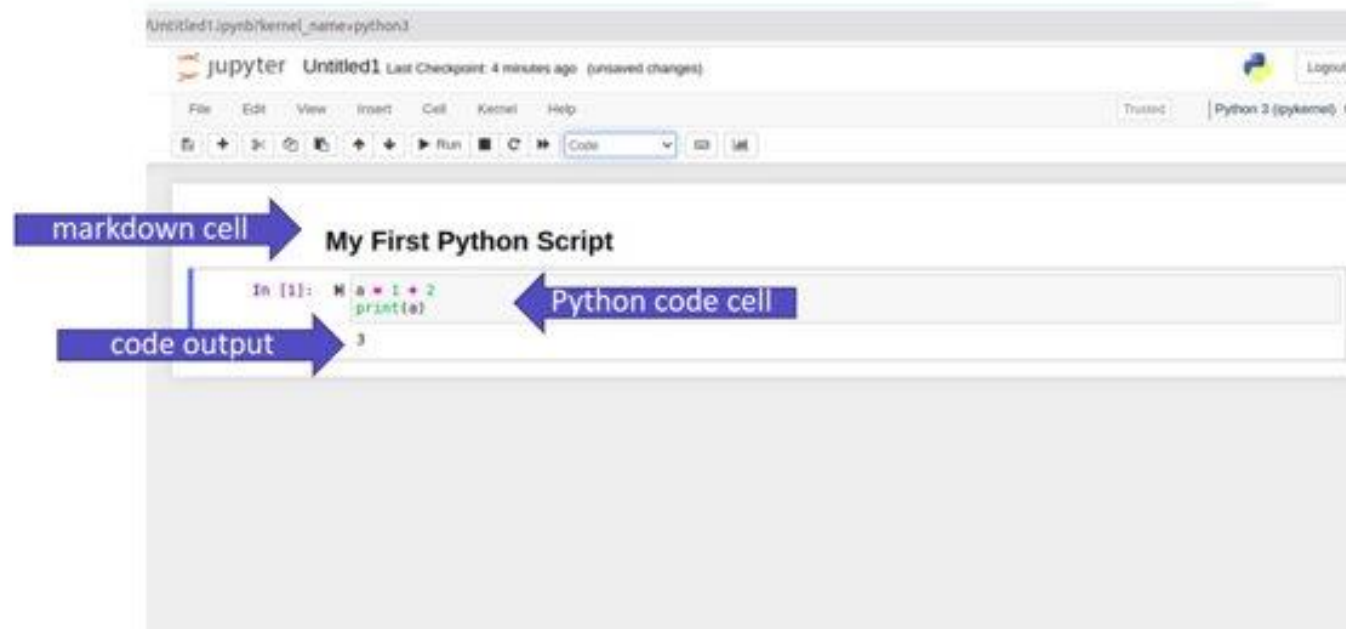 /Untitled1.ipynb?kernel_name=python3
jupyter Untitled1 Last Checkpoint: 4 minutes ago (unsaved changes)
Logout
File Edit View Insert Cell Kernel Help
Trusted
Python 3 (ipykernel)
Run
Code
markdown cell
My First Python Script
In [1]: a = 1 + 2
print(a)
Python code cell
code output
3